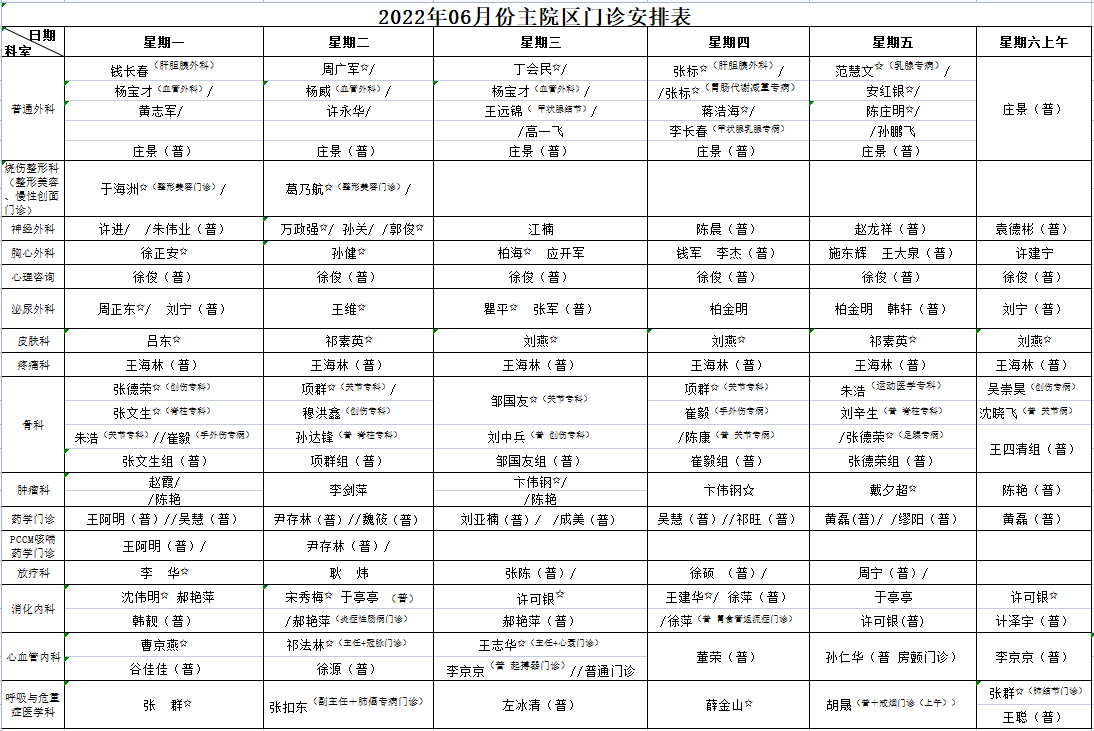 2022年06月份主院区门诊安排表
日期
科室 星期一 星期二 星期三 星期四 星期五 星期六上午
普通外科
钱长春（肝胆胰外科） 周广军☆/ 丁会民☆/ 张标☆（肝胆胰外科）/ 范慧文☆（乳腺专病）/
杨宝才（血管外科）/ 杨威（血管外科）/ 杨宝才（血管外科）/ /张标☆（胃肠代谢减重专病） 安红银☆/
黄志军/ 许永华/ 王远锦（ 甲状腺结节）/ 蒋浩海☆/ 陈庄明☆/ 庄景（普）
/高一飞 李长春（甲状腺乳腺专病） /孙鹏飞
庄景（普） 庄景（普） 庄景（普） 庄景（普） 庄景（普）
烧伤整形科
（整形美容
、慢性创面
门诊）
于海洲☆（整形美容门诊）/ 葛乃航☆（整形美容门诊）/
神经外科 许进/ /朱伟业（普） 万政强☆/ 孙关/ /郭俊☆ 江楠 陈晨（普） 赵龙祥（普） 袁德彬（普）
胸心外科 徐正安☆ 孙健☆ 柏海☆ 应开军 钱军 李杰（普） 施东辉 王大泉（普） 许建宁
心理咨询 徐俊（普） 徐俊（普） 徐俊（普） 徐俊（普） 徐俊（普） 徐俊（普）
泌尿外科 周正东☆/ 刘宁（普） 王维☆ 瞿平☆ 张军（普） 柏金明 柏金明 韩轩（普） 刘宁（普）
皮肤科 吕东☆ 祁素英☆ 刘燕☆ 刘燕☆ 祁素英☆ 刘燕☆
疼痛科 王海林（普） 王海林（普） 王海林（普） 王海林（普） 王海林（普） 王海林（普）
骨科
张德荣☆（创伤专科） 项群☆（关节专科）/ 邹国友☆（关节专科） 项群☆（关节专科） 朱浩（运动医学专科） 吴崇昊（创伤专病）
张文生☆（脊柱专科） 穆洪鑫（创伤专科） 崔毅（手外伤专病） 刘辛生（普 脊柱专病） 沈晓飞（普 关节病）
朱浩（关节专科）//崔毅（手外伤专病） 孙达锋（普 脊柱专科） 刘中兵（普 创伤专科） /陈康（普 关节专病） /张德荣☆（足踝专病） 王四清组（普）
张文生组（普） 项群组（普） 邹国友组（普） 崔毅组（普） 张德荣组（普）
肿瘤科 赵霞/ 李剑萍 卞伟钢☆/ 卞伟钢☆ 戴夕超☆ 陈艳（普）
/陈艳 /陈艳
药学门诊 王阿明（普）//吴慧（普） 尹存林（普）//魏筱（普） 刘亚楠（普）/ /成美（普） 吴慧（普）//祁旺（普） 黄磊(普)/ /缪阳（普） 黄磊（普）
PCCM咳喘
药学门诊
王阿明（普）/ 尹存林（普）/
放疗科 李 华☆ 耿 炜 张陈（普）/ 徐硕 （普）/ 周宁（普）/
消化内科
沈伟明☆ 郝艳萍 宋秀梅☆ 于亭亭 （普） 许可银☆ 王建华☆/ 徐萍（普） 于亭亭 许可银☆
韩靓（普） /郝艳萍（炎症性肠病门诊） 郝艳萍（普） /徐萍（普 胃食管返流症门诊） 许可银(普） 计泽宇（普）
心血管内科
曹京燕☆ 祁法林☆（主任+冠脉门诊） 王志华☆（主任+心衰门诊） 董荣（普） 孙仁华（普 房颤门诊） 李京京（普）
谷佳佳（普） 徐源（普） 李京京（普 起搏器门诊）//普通门诊
呼吸与危重
症医学科
张 群☆ 张扣东（副主任+肺癌专病门诊） 左冰清（普） 薛金山☆ 胡晟（普+戒烟门诊（上午）） 张群☆（肺结节门诊）
王聪（普）